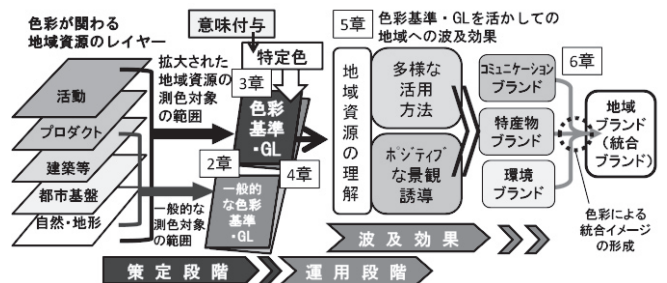 色彩が関わる
地域資源のレイヤー
活動
プロダクト
建築等
都市基盤
自然・地形
拡大された
地域資源の
測色対象
の範囲
一般的な
測色対象
の範囲
意味付与
特定色
3章
色彩
基準
・GL
2章
4章
一般的
な色彩
基準
・GL
5章
色彩基準・GLを活かしての
地域への波及効果
地域資源の理解
多様な
活用
方法
ポジティブ
な景観
誘導
コミュニケーション
ブランド
特産物
ブランド
環境
ブランド
6章
地域
ブランド
(統合
ブランド)
色彩による
統合イメージ
の形成
波及効果
策定段階
運用段階